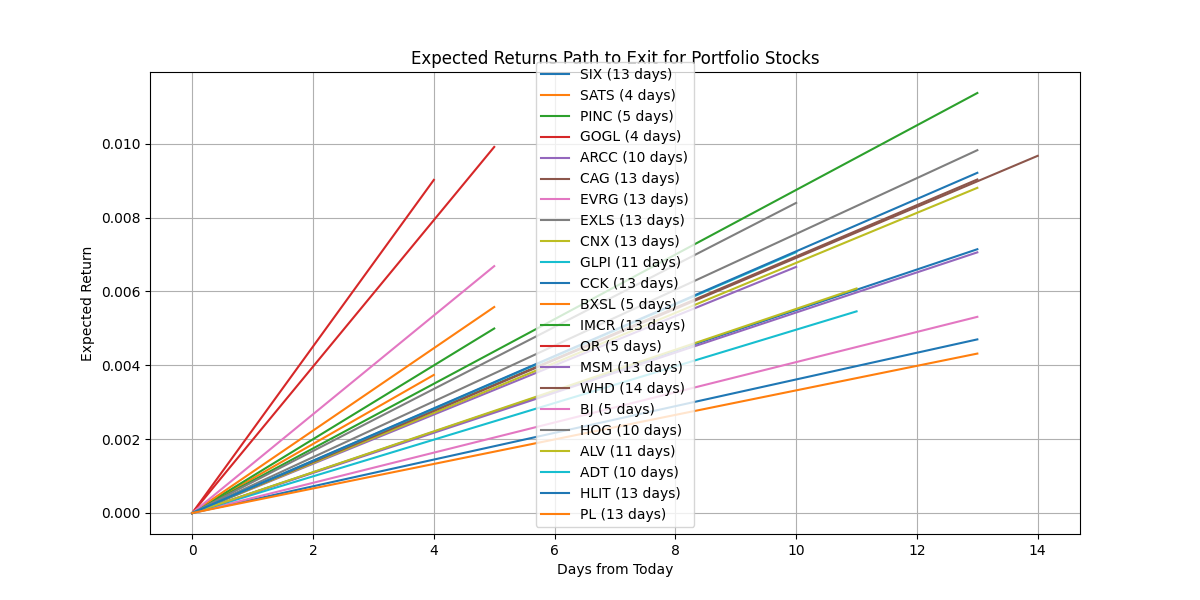 Expected Returns Path to Exit for Portfolio Stocks
SIX (13 days)
SATS (4 days)
PINC (5 days)
GOGL (4 days)
ARCC (10 days)
CAG (13 days)
EVRG (13 days)
EXLS (13 days)
CNX (13 days)
GLPI (11 days)
CCK (13 days)
BXSL (5 days)
IMCR (13 days)
OR (5 days)
MSM (13 days)
WHD (14 days)
BJ (5 days)
HOG (10 days)
ALV (11 days)
ADT (10 days)
HLIT (13 days)
PL (13 days)
Expected Return
0.010
0.008
0.006
0.004
0.002
0.000
0 2 4 6 8 10 12 14
Days from Today